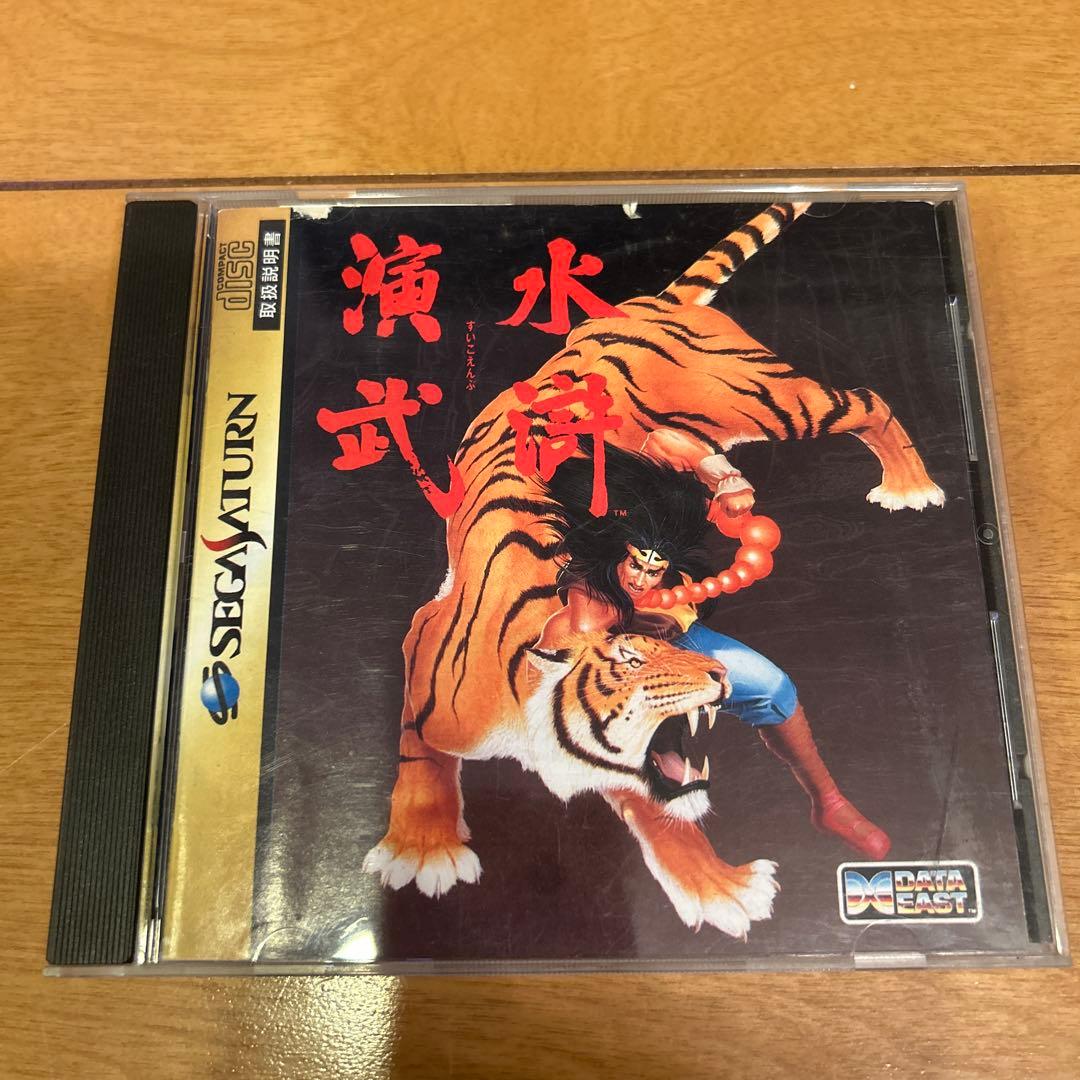 COMPACT
disc
取扱説明書
SEGA SATURN
水滸
演武
すいこえんぶ
TM
DATA
EAST
TM